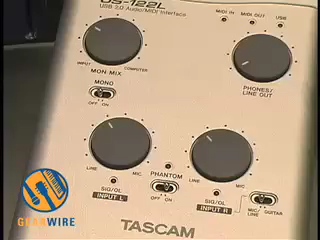 US-122L
USB 2.0 Audio/MIDI Interface
MIDI IN MIDI OUT USB
INPUT COMPUTER
MON MIX
PHONES/
LINE OUT
MONO
OFF ON
LINE MIC
SIG/OL
INPUT L
PHANTOM
OFF ON
LINE MIC
SIG/OL
INPUT R
MIC/
LINE GUITAR
TASCAM
GEARWIRE